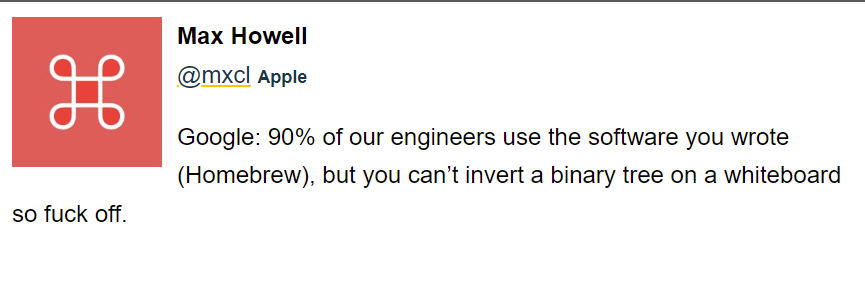 Max Howell
@mxcl Apple
Google: 90% of our engineers use the software you wrote
(Homebrew), but you can’t invert a binary tree on a whiteboard
so fuck off.